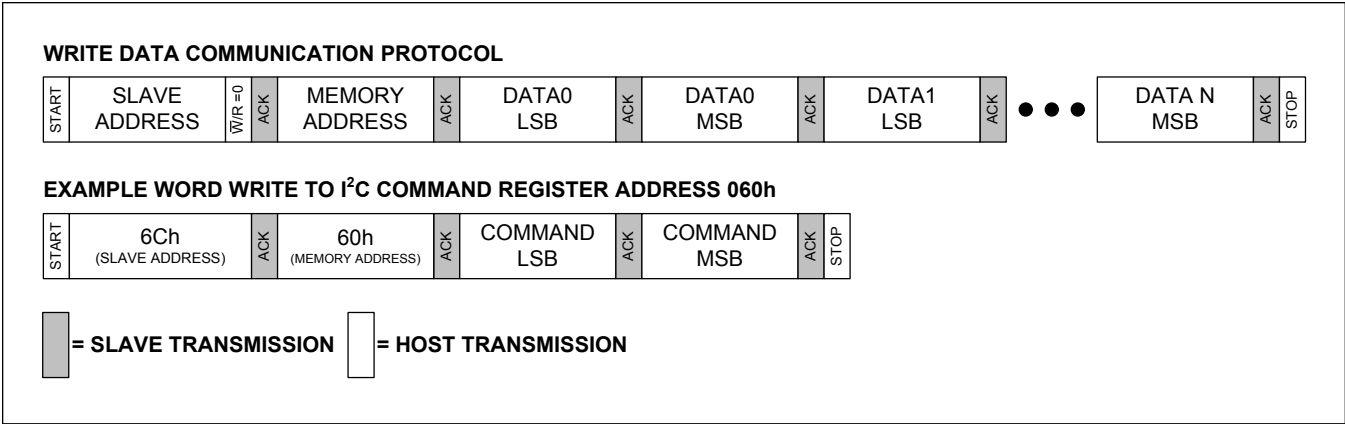 WRITE DATA COMMUNICATION PROTOCOL
START SLAVE ADDRESS W̅/R =0 ACK MEMORY ADDRESS ACK DATA0 LSB ACK DATA0 MSB ACK DATA1 LSB ACK ●●● DATA N MSB ACK STOP
EXAMPLE WORD WRITE TO I²C COMMAND REGISTER ADDRESS 060h
START 6Ch (SLAVE ADDRESS) ACK 60h (MEMORY ADDRESS) ACK COMMAND LSB ACK COMMAND MSB ACK STOP
= SLAVE TRANSMISSION = HOST TRANSMISSION